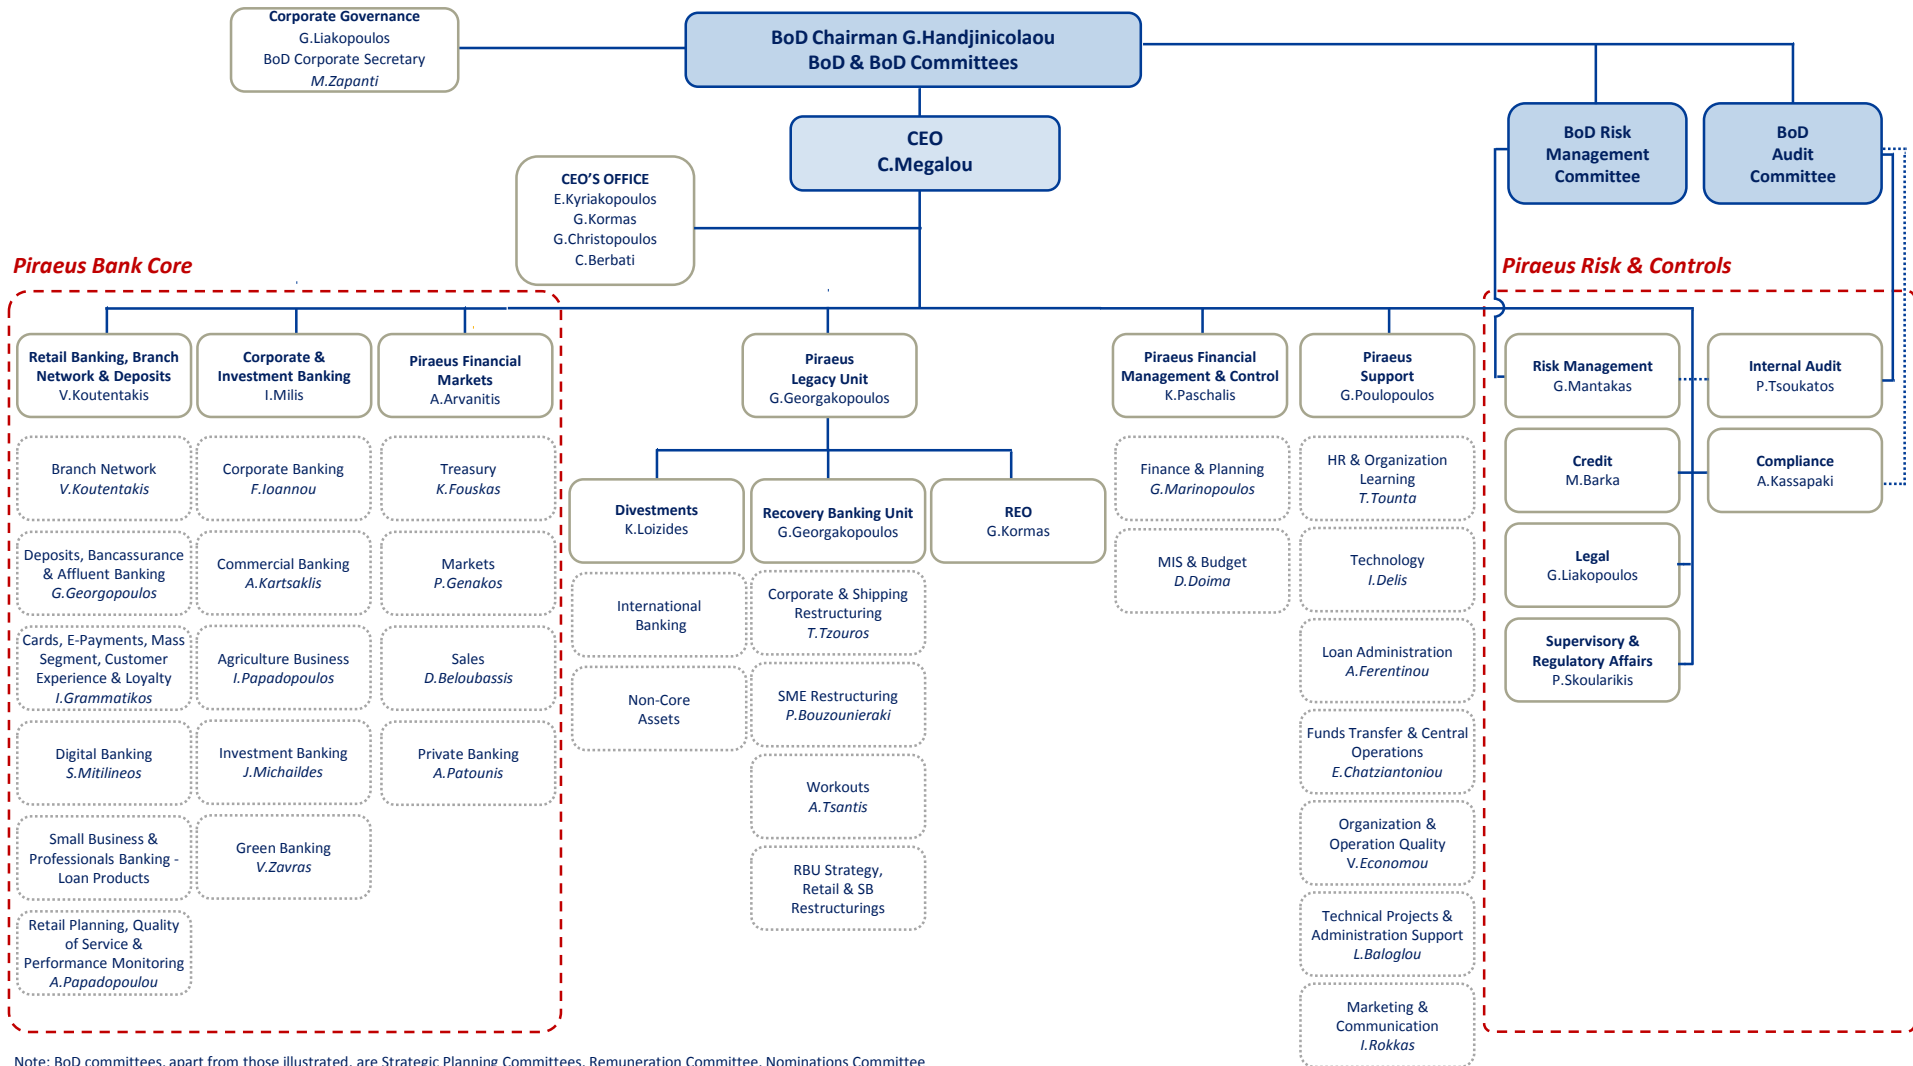 Corporate Governance
G.Liakopoulos
BoD Corporate Secretary
M.Zapanti
BoD Chairman G.Handjinicolaou
BoD & BoD Committees
CEO
C.Megalou
BoD Risk
Management
Committee
BoD
Audit
Committee
CEO'S OFFICE
E.Kyriakopoulos
G.Kormas
G.Christopoulos
C.Berbati
Piraeus Bank Core
Piraeus Risk & Controls
Retail Banking, Branch
Network & Deposits
V.Koutentakis
Branch Network
V.Koutentakis
Deposits, Bancassurance
& Affluent Banking
G.Georgopoulos
Cards, E-Payments, Mass
Segment, Customer
Experience & Loyalty
I.Grammatikos
Digital Banking
S.Mitilineos
Small Business &
Professionals Banking -
Loan Products
Retail Planning, Quality
of Service &
Performance Monitoring
A.Papadopoulou
Corporate &
Investment Banking
I.Milis
Corporate Banking
F.Ioannou
Commercial Banking
A.Kartsaklis
Agriculture Business
I.Papadopoulos
Investment Banking
J.Michaildes
Green Banking
V.Zavras
Piraeus Financial
Markets
A.Arvanitis
Treasury
K.Fouskas
Markets
P.Genakos
Sales
D.Beloubassis
Private Banking
A.Patounis
Piraeus
Legacy Unit
G.Georgakopoulos
Divestments
K.Loizides
International
Banking
Non-Core
Assets
Recovery Banking Unit
G.Georgakopoulos
Corporate & Shipping
Restructuring
T.Tzouros
SME Restructuring
P.Bouzounieraki
Workouts
A.Tsantis
RBU Strategy,
Retail & SB
Restructurings
REO
G.Kormas
Piraeus Financial
Management & Control
K.Paschalis
Finance & Planning
G.Marinopoulos
MIS & Budget
D.Doima
Piraeus
Support
G.Poulopoulos
HR & Organization
Learning
T.Tounta
Technology
I.Delis
Loan Administration
A.Ferentinou
Funds Transfer & Central
Operations
E.Chatziantoniou
Organization &
Operation Quality
V.Economou
Technical Projects &
Administration Support
L.Baloglou
Marketing &
Communication
I.Rokkas
Risk Management
G.Mantakas
Credit
M.Barka
Legal
G.Liakopoulos
Supervisory &
Regulatory Affairs
P.Skoularikis
Internal Audit
P.Tsoukatos
Compliance
A.Kassapaki
Note: BoD committees, apart from those illustrated, are Strategic Planning Committees, Remuneration Committee, Nominations Committee